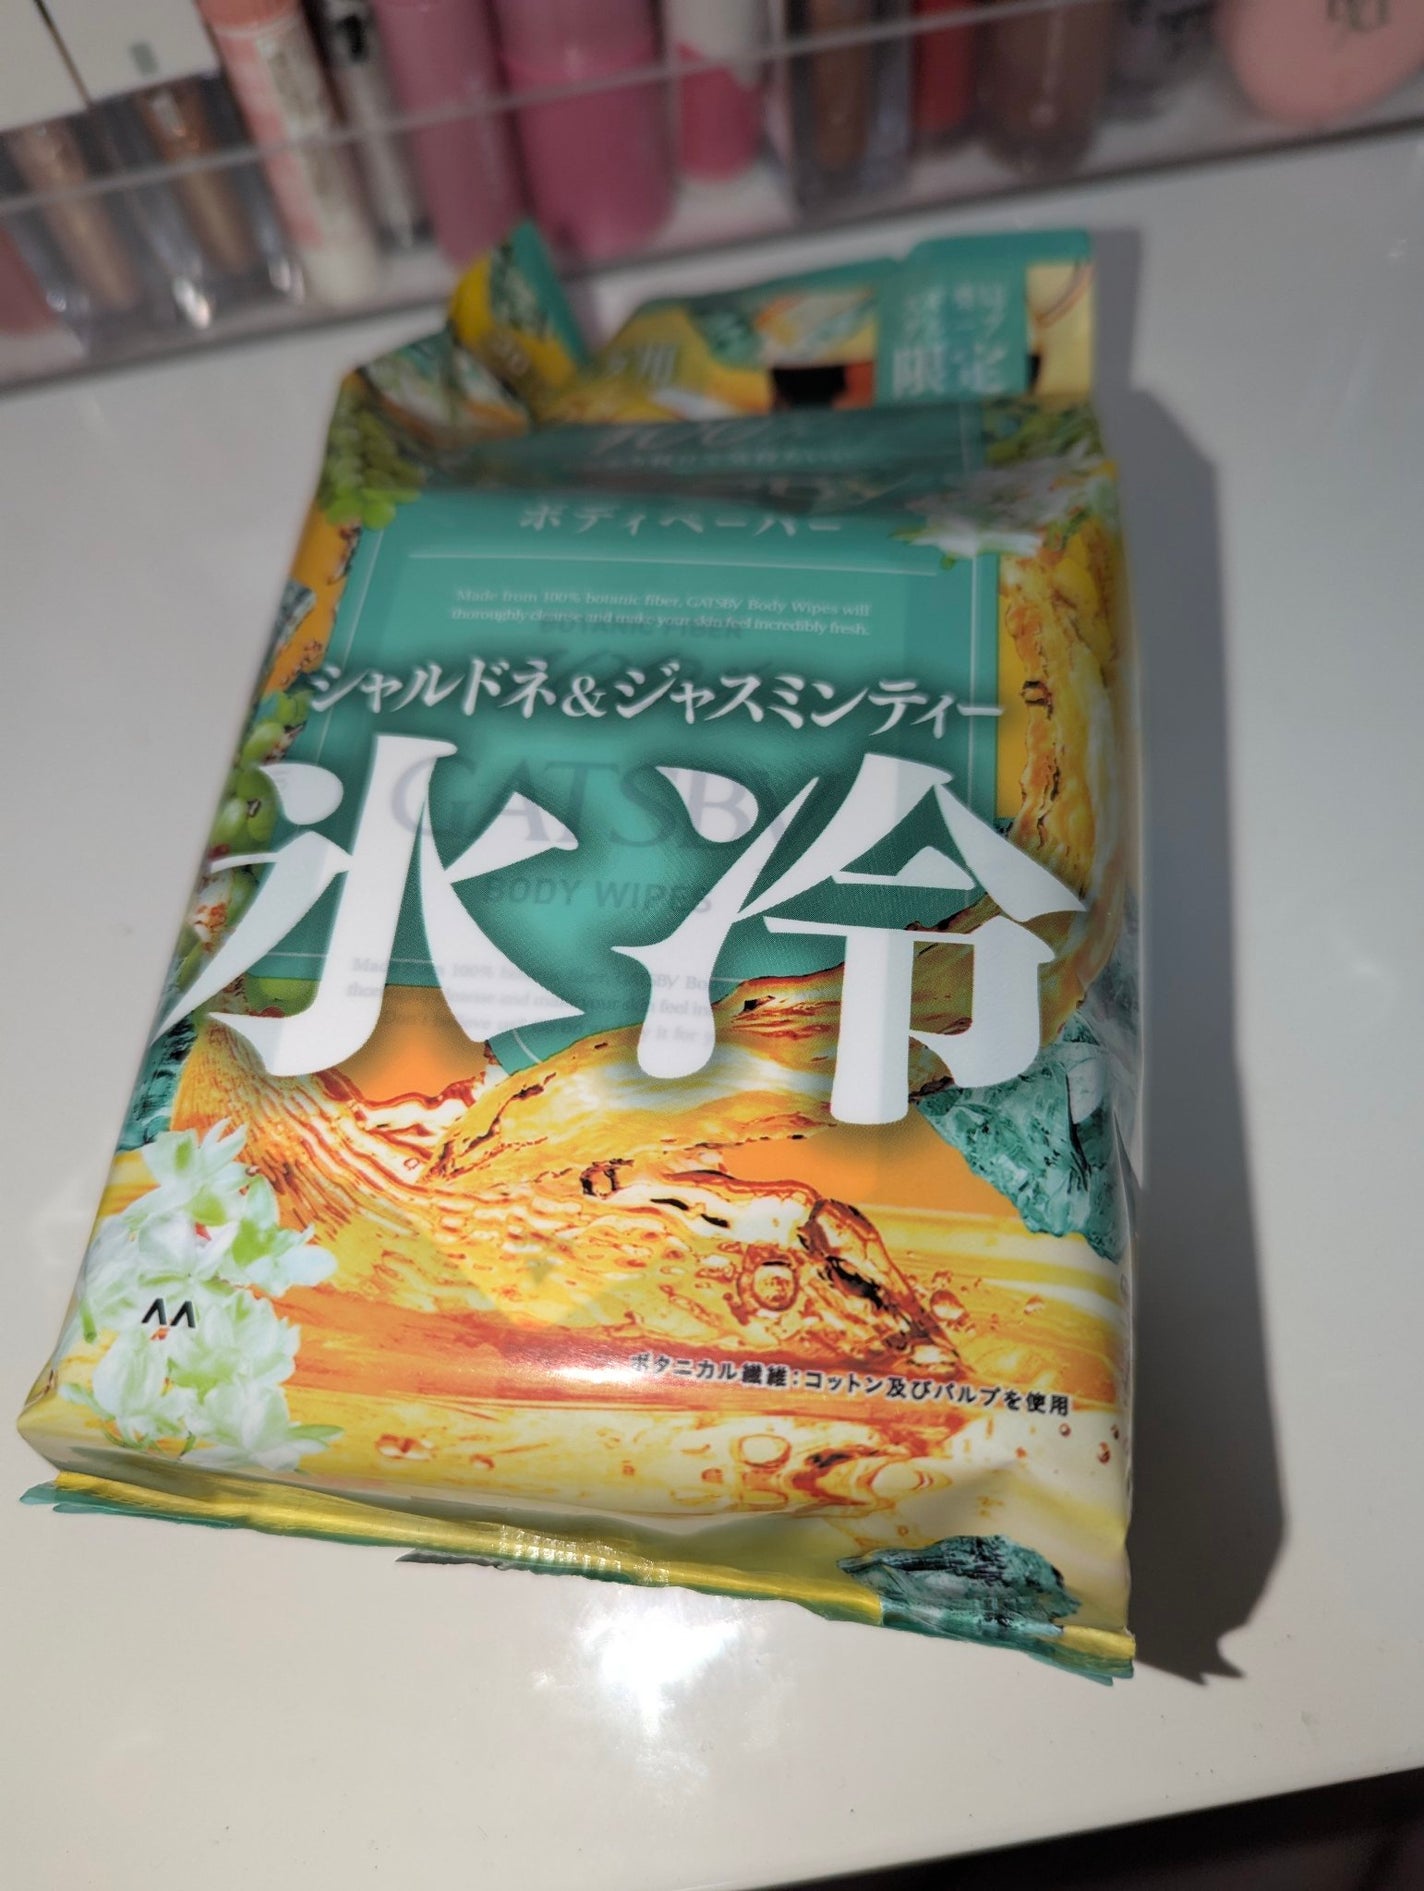 限定
100%
ボディペーパー
Made from 100% botanic fiber, GATSBY Body Wipes will
thoroughly cleanse and make your skin feel incredibly fresh.
BOTANIC FIBER
シャルドネ&ジャスミンティー
GATSBY
氷冷
BODY WIPES
ボタニカル繊維:コットン及びパルプを使用